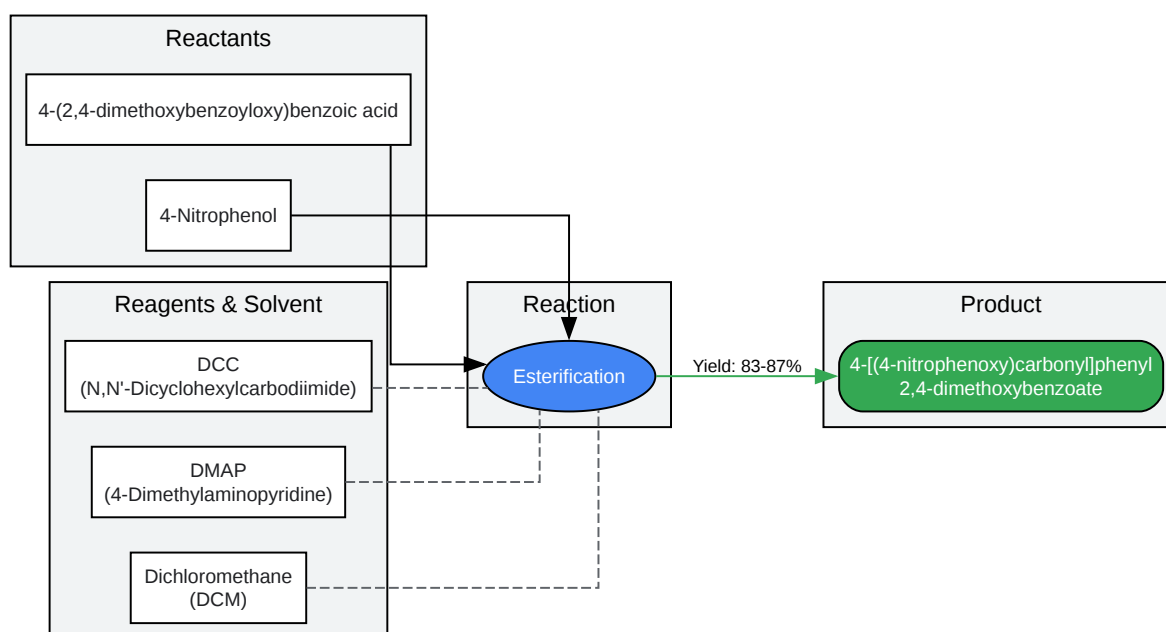 Reactants
4-(2,4-dimethoxybenzoyloxy)benzoic acid
4-Nitrophenol
Reagents & Solvent
DCC
(N,N'-Dicyclohexylcarbodiimide)
DMAP
(4-Dimethylaminopyridine)
Dichloromethane
(DCM)
Reaction
Esterification
Yield: 83-87%
Product
4-[(4-nitrophenoxy)carbonyl]phenyl
2,4-dimethoxybenzoate